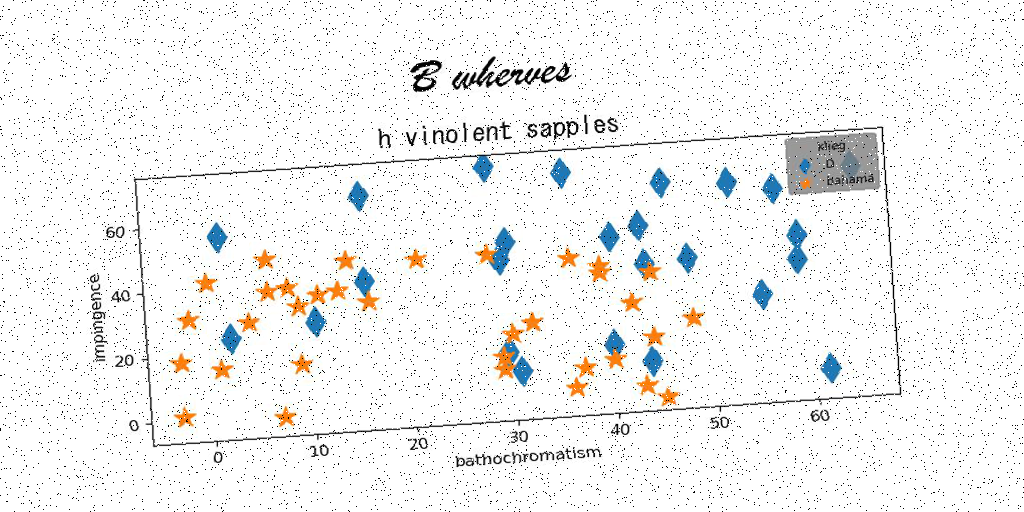 B wherves
h vinolent sapples
klieg
D
Bahama
impingence
60
40
20
0
0 10 20 30 40 50 60
bathochromatism